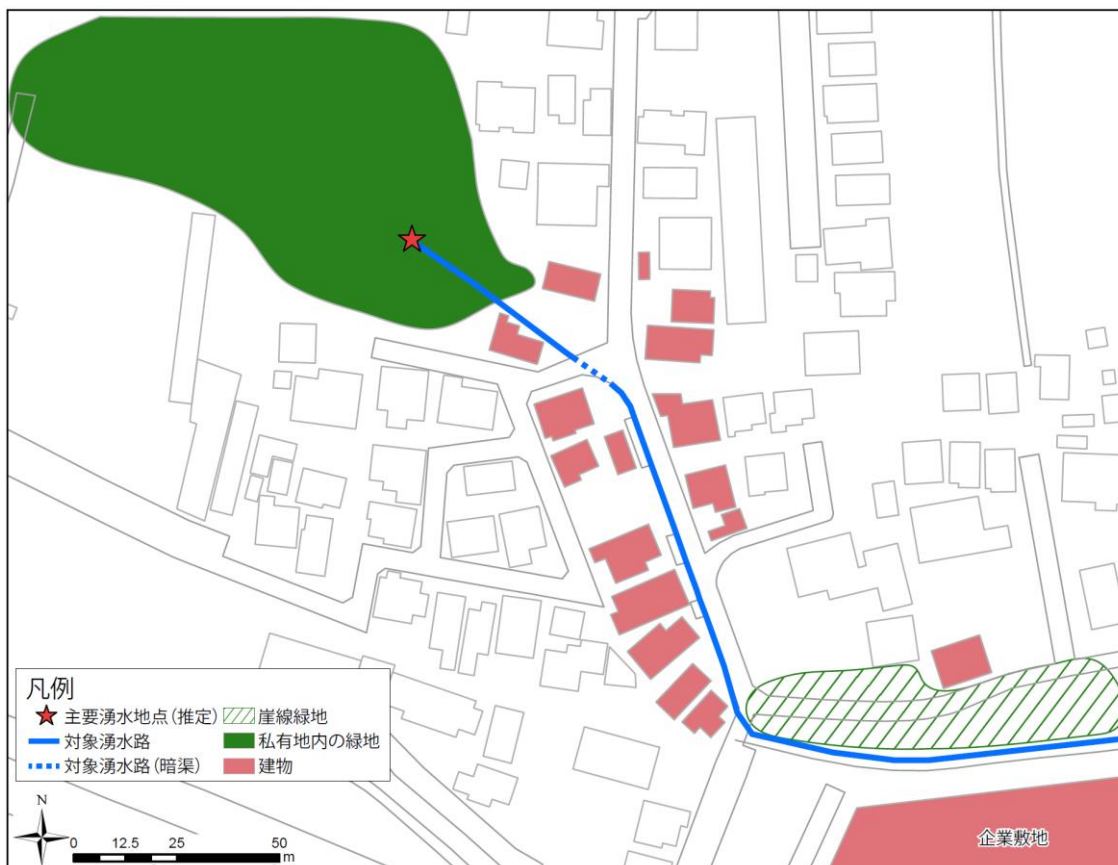 企業敷地
凡例
主要湧水地点(推定)
崖線緑地
対象湧水路
私有地内の緑地
対象湧水路(暗渠)
建物
N
0 12.5 25 50
m